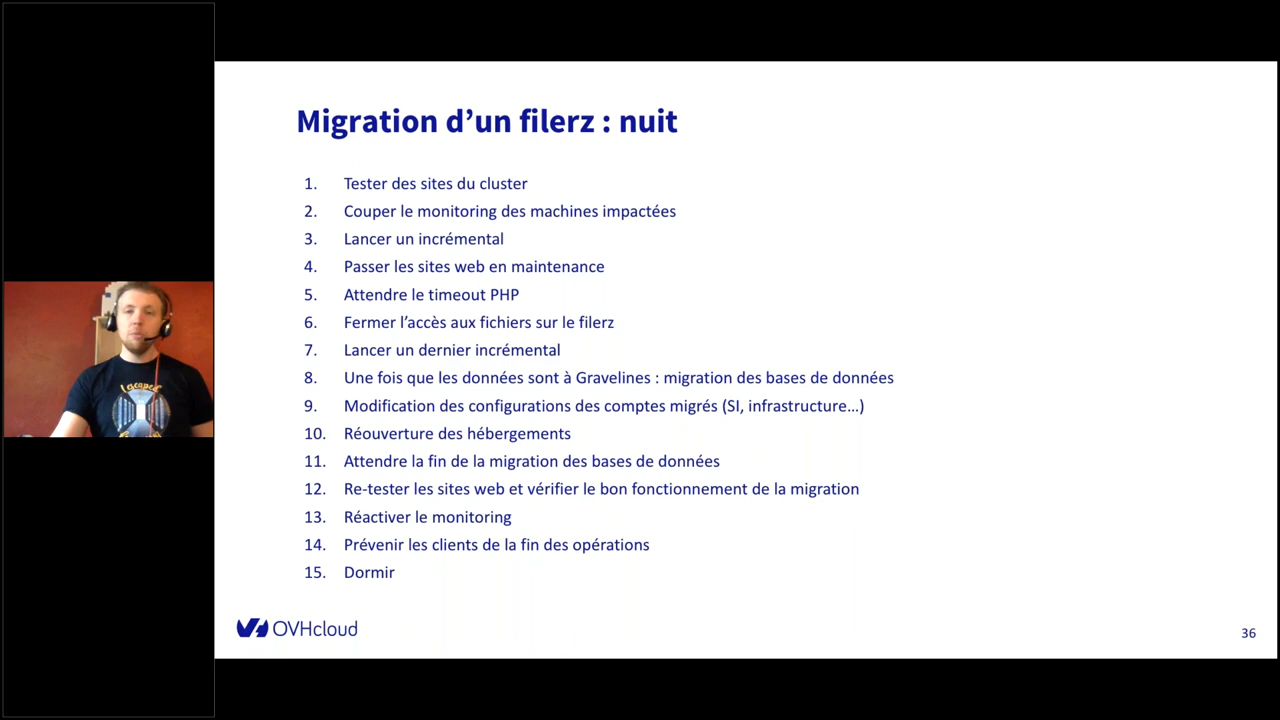 Migration d’un filerz : nuit
1. Tester des sites du cluster
2. Couper le monitoring des machines impactées
3. Lancer un incrémental
4. Passer les sites web en maintenance
5. Attendre le timeout PHP
6. Fermer l’accès aux fichiers sur le filerz
7. Lancer un dernier incrémental
8. Une fois que les données sont à Gravelines : migration des bases de données
9. Modification des configurations des comptes migrés (SI, infrastructure…)
10. Réouverture des hébergements
11. Attendre la fin de la migration des bases de données
12. Re-tester les sites web et vérifier le bon fonctionnement de la migration
13. Réactiver le monitoring
14. Prévenir les clients de la fin des opérations
15. Dormir
OVHcloud
36
I escaped